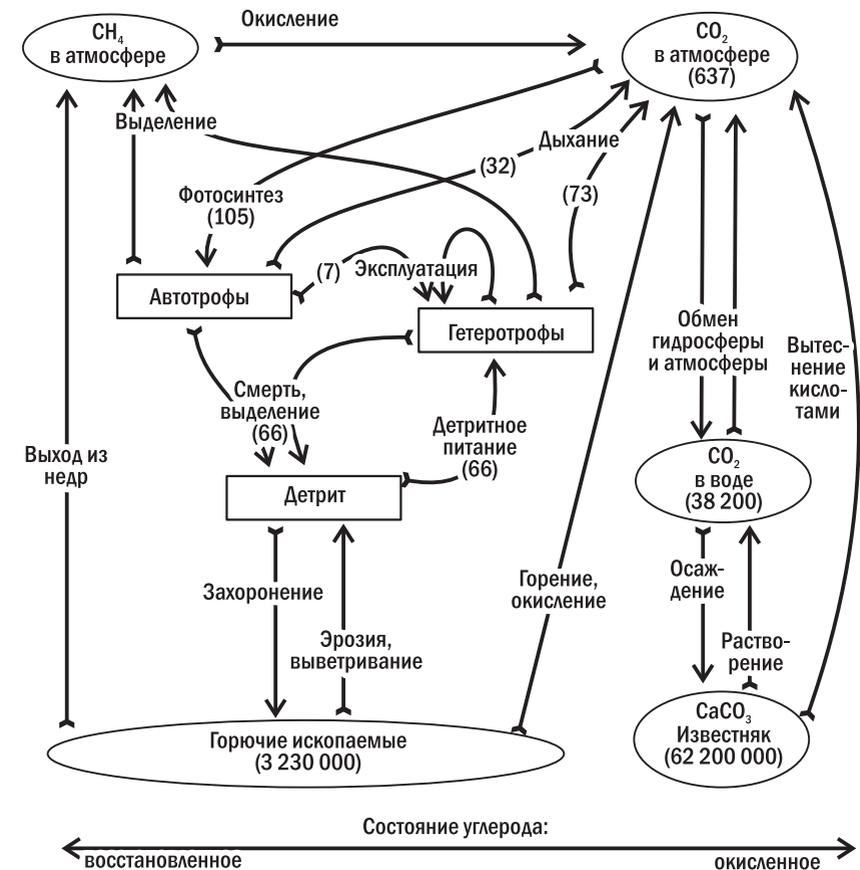 Окисление
CH₄
в атмосфере
CO₂
в атмосфере
(637)
Выделение
Дыхание
(32)
Фотосинтез
(105)
(73)
(7)
Эксплуатация
Автотрофы
Гетеротрофы
Обмен
гидросферы
и атмосферы
Вытес-
нение
кисло-
тами
Смерть,
выделение
(66)
Детритное
питание
(66)
Выход из
недр
CO₂
в воде
(38 200)
Детрит
Захоронение
Горение,
окисление
Осаж-
дение
Эрозия,
выветривание
Раство-
рение
Горючие ископаемые
(3 230 000)
CaCO₃
Известняк
(62 200 000)
Состояние углерода:
восстановленное
окисленное